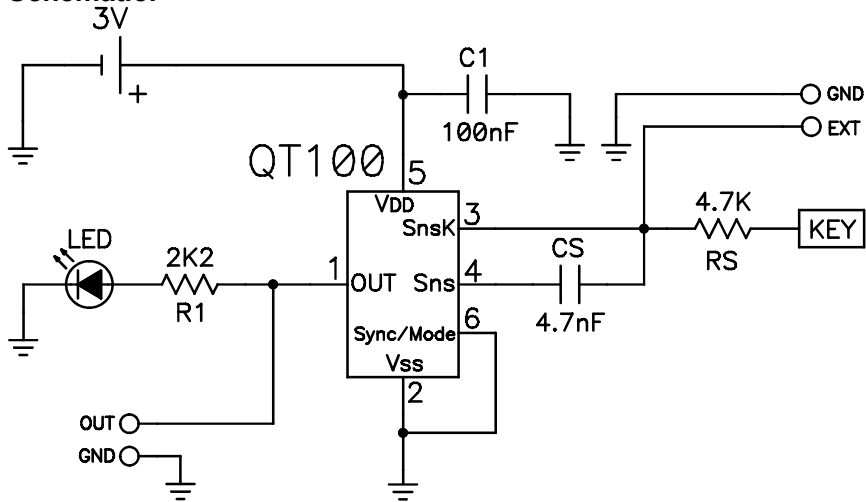 3V
+
C1
100nF
GND
EXT
QT100
5
VDD
SnsK
3
4.7K
RS
KEY
LED
2K2
R1
1
OUT
Sns
4
CS
4.7nF
Sync/Mode
6
Vss
2
OUT
GND